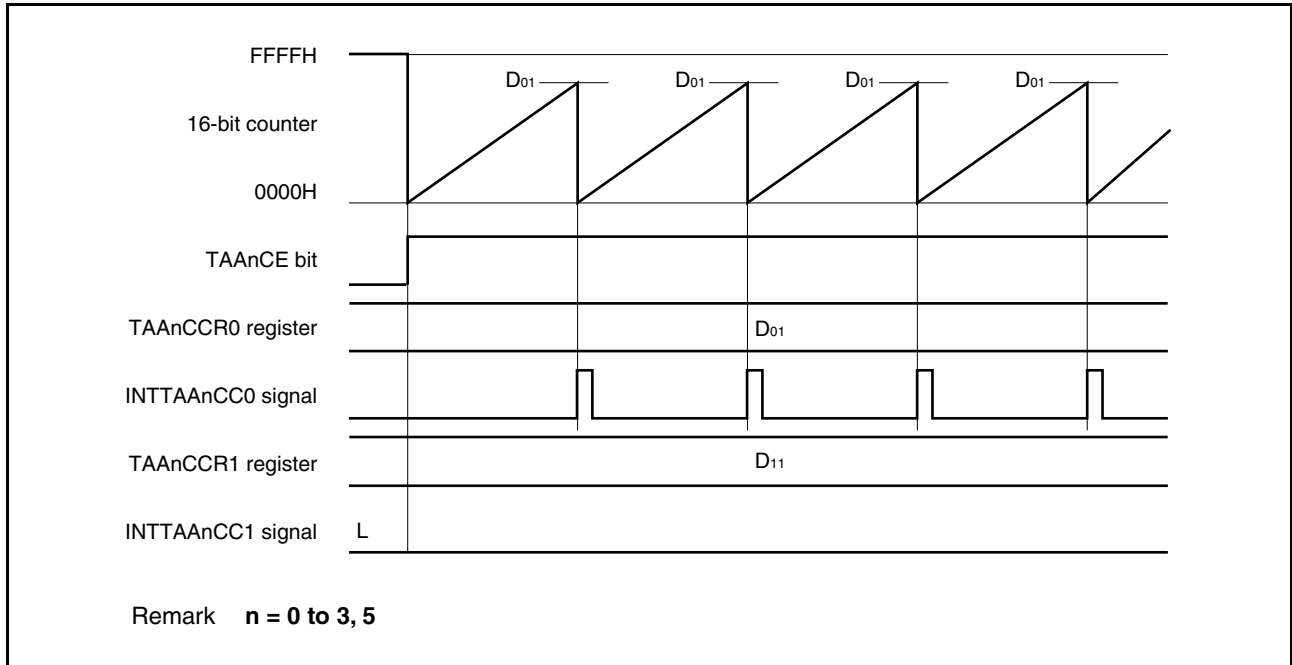 FFFFH
D01 D01 D01 D01
16-bit counter
0000H
TAAnCE bit
TAAnCCR0 register D01
INTTAAnCC0 signal
TAAnCCR1 register D11
INTTAAnCC1 signal L
Remark n = 0 to 3, 5